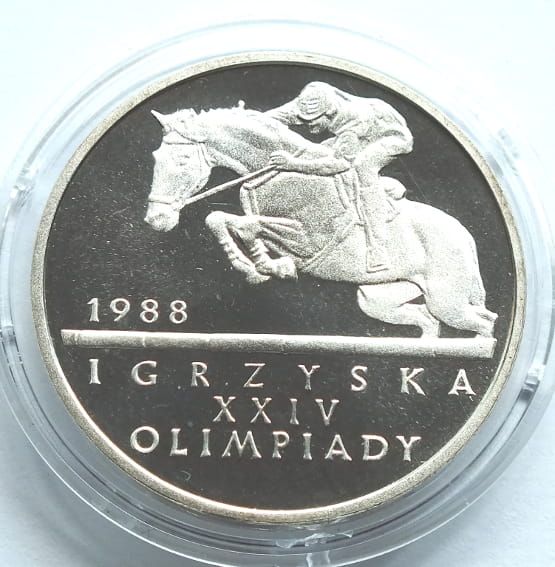 1988
IGRZYSKA
XXIV
OLIMPIADY